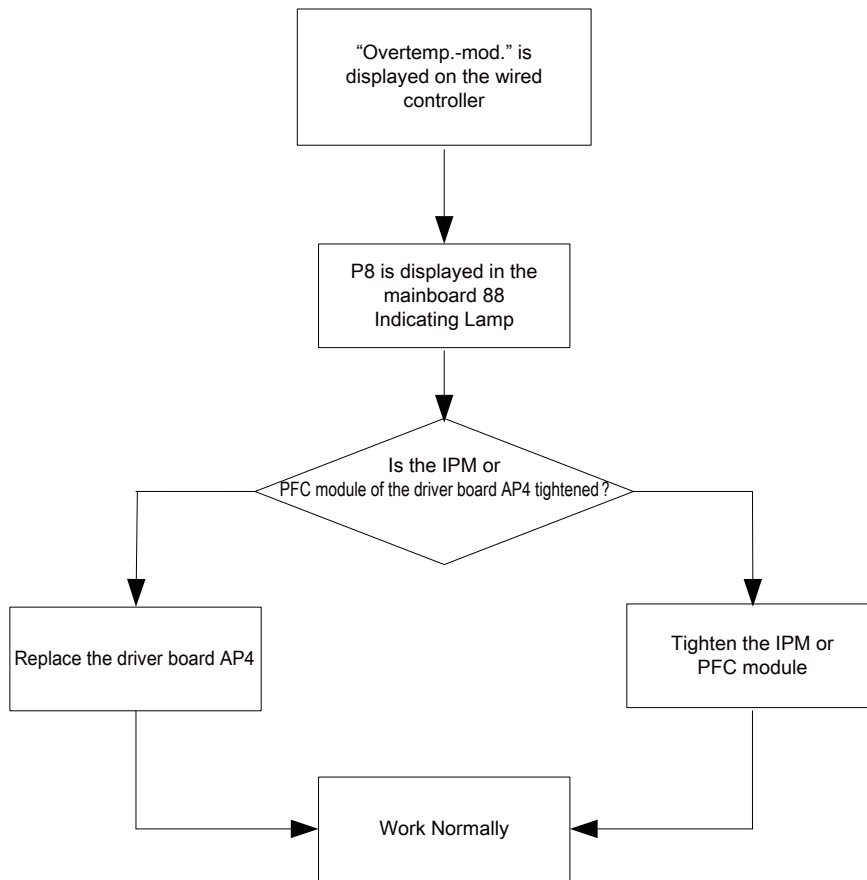 “Overtemp.-mod.” is
displayed on the wired
controller
P8 is displayed in the
mainboard 88
Indicating Lamp
Is the IPM or
PFC module of the driver board AP4 tightened?
Replace the driver board AP4
Tighten the IPM or
PFC module
Work Normally